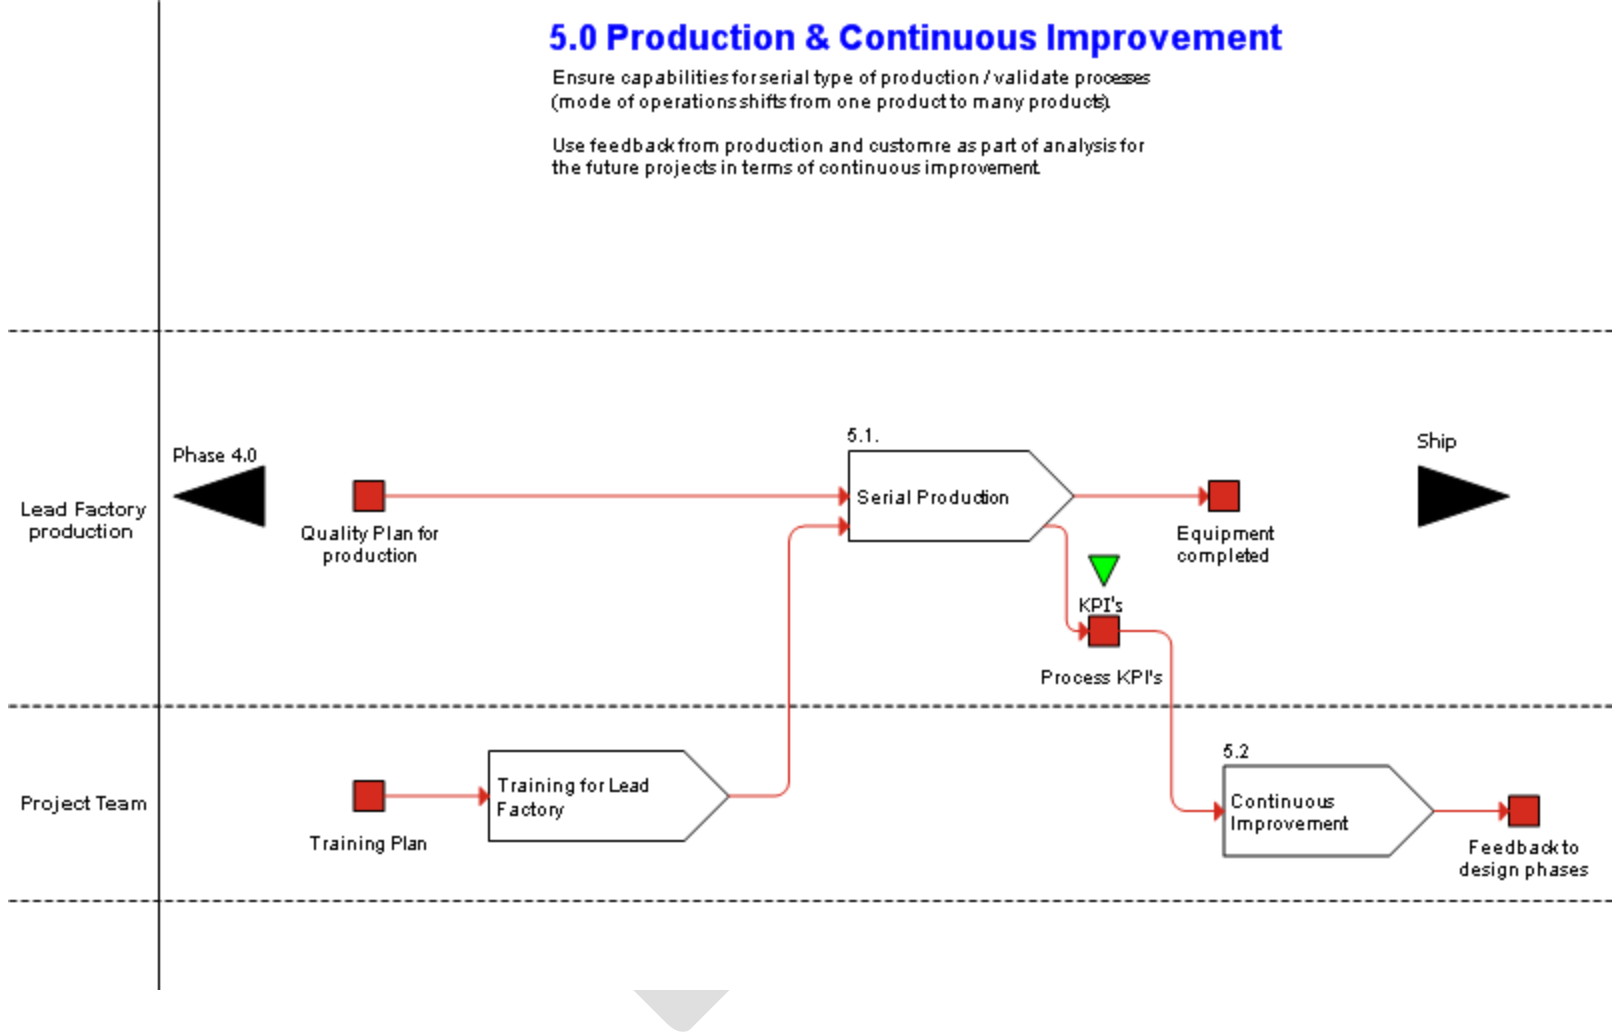 5.0 Production & Continuous Improvement
Ensure capabilities for serial type of production / validate processes
(mode of operations shifts from one product to many products).
Use feedback from production and customre as part of analysis for
the future projects in terms of continuous improvement.
Lead Factory
production
Phase 4.0
Quality Plan for
production
5.1.
Serial Production
Equipment
completed
Ship
KPI's
Process KPI's
Project Team
Training Plan
Training for Lead
Factory
5.2
Continuous
Improvement
Feedback to
design phases